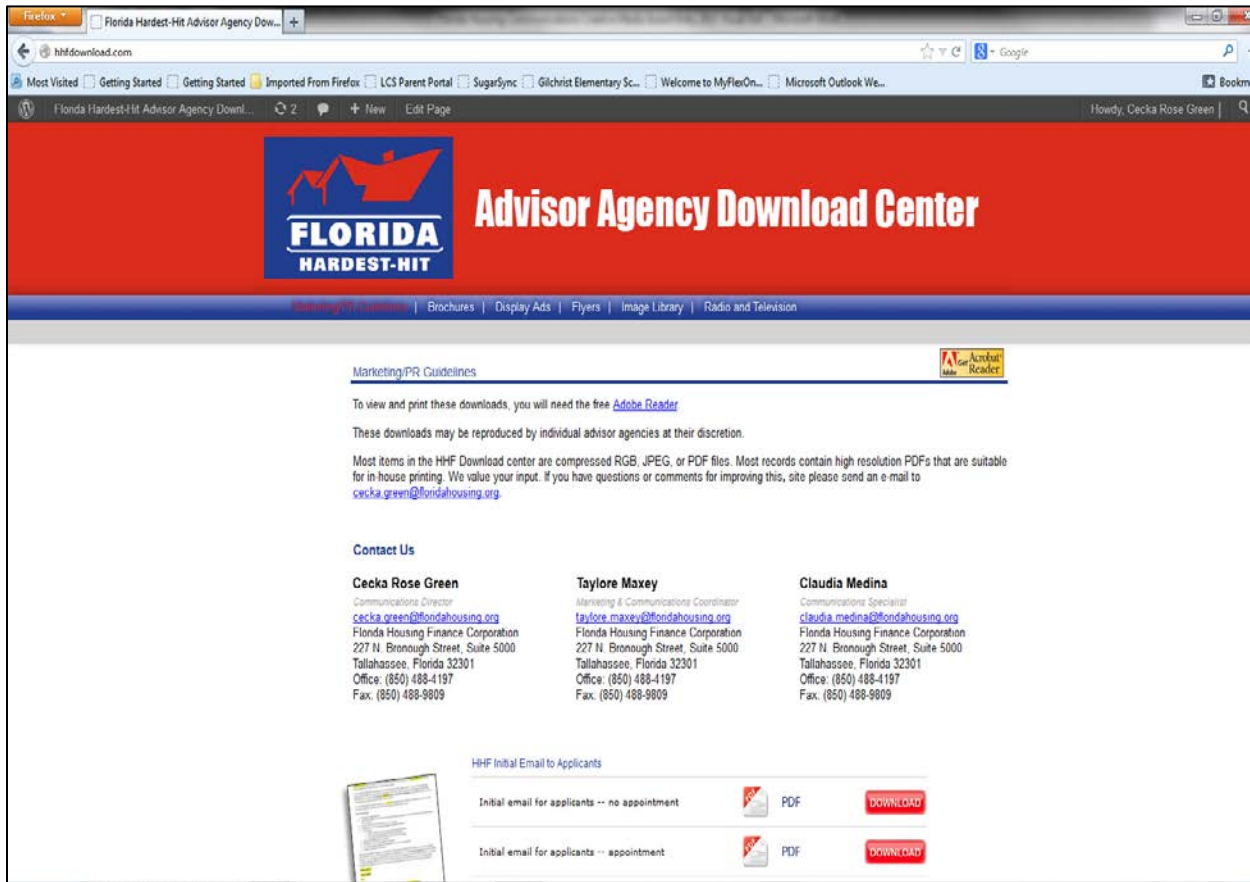 Firefox
Florida Hardest-Hit Advisor Agency Dow... +
hhfdownload.com
Google
Most Visited Getting Started Getting Started Imported From Firefox LCS Parent Portal SugarSync Gilchrist Elementary Sc... Welcome to MyFlexOn... Microsoft Outlook We... Bookm
Florida Hardest-Hit Advisor Agency Downl... 2 + New Edit Page Howdy, Cecka Rose Green
FLORIDA
HARDEST-HIT
Advisor Agency Download Center
Marketing/PR Guidelines | Brochures | Display Ads | Flyers | Image Library | Radio and Television
Marketing/PR Guidelines
Get Acrobat Reader
Adobe
To view and print these downloads, you will need the free Adobe Reader
These downloads may be reproduced by individual advisor agencies at their discretion.
Most items in the HHF Download center are compressed RGB, JPEG, or PDF files. Most records contain high resolution PDFs that are suitable
for in-house printing. We value your input. If you have questions or comments for improving this, site please send an e-mail to
cecka.green@floridahousing.org.
Contact Us
Cecka Rose Green
Communications Director
cecka.green@floridahousing.org
Florida Housing Finance Corporation
227 N. Bronough Street, Suite 5000
Tallahassee, Florida 32301
Office: (850) 488-4197
Fax: (850) 488-9809
Taylore Maxey
Marketing & Communications Coordinator
taylore.maxey@floridahousing.org
Florida Housing Finance Corporation
227 N. Bronough Street, Suite 5000
Tallahassee, Florida 32301
Office: (850) 488-4197
Fax: (850) 488-9809
Claudia Medina
Communications Specialist
claudia.medina@floridahousing.org
Florida Housing Finance Corporation
227 N. Bronough Street, Suite 5000
Tallahassee, Florida 32301
Office: (850) 488-4197
Fax: (850) 488-9809
HHF Initial Email to Applicants
Initial email for applicants -- no appointment PDF DOWNLOAD
Initial email for applicants -- appointment PDF DOWNLOAD